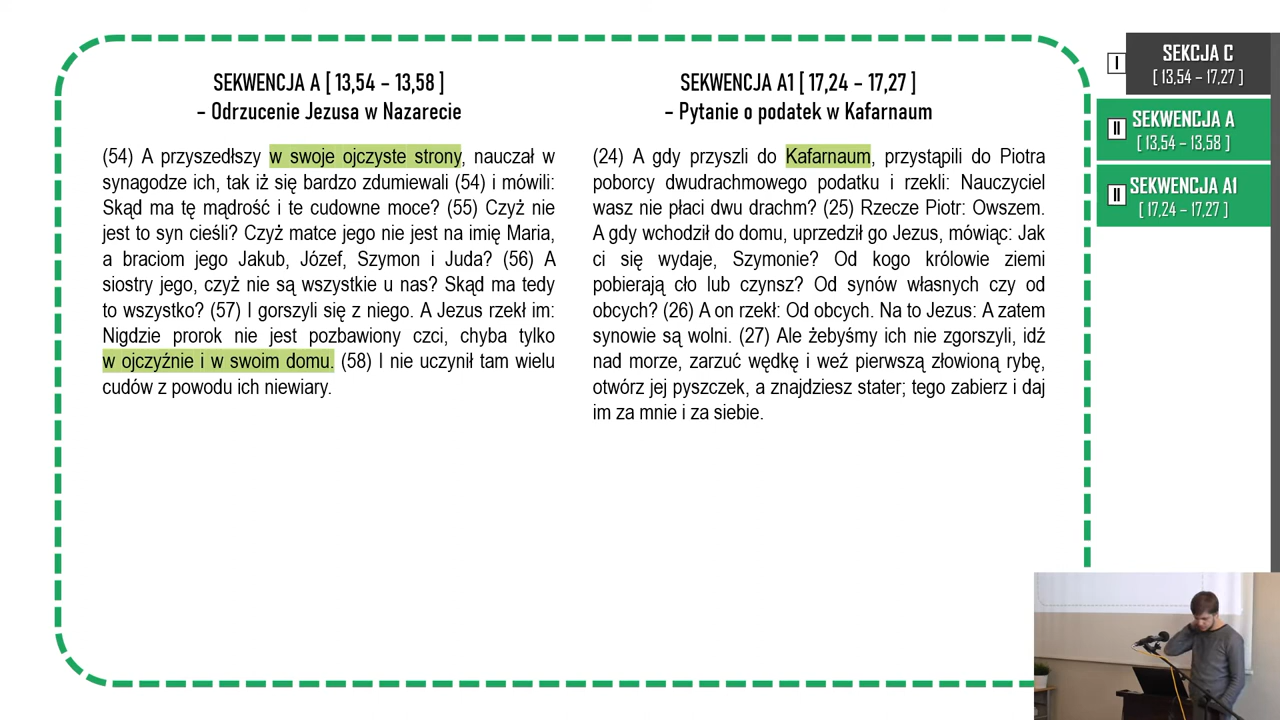 SEKWENCJA A [ 13,54 – 13,58 ]
– Odrzucenie Jezusa w Nazarecie
(54) A przyszedłszy w swoje ojczyste strony, nauczał w
synagodze ich, tak iż się bardzo zdumiewali (54) i mówili:
Skąd ma tę mądrość i te cudowne moce? (55) Czyż nie
jest to syn cieśli? Czyż matce jego nie jest na imię Maria,
a braciom jego Jakub, Józef, Szymon i Juda? (56) A
siostry jego, czyż nie są wszystkie u nas? Skąd ma tedy
to wszystko? (57) I gorszyli się z niego. A Jezus rzekł im:
Nigdzie prorok nie jest pozbawiony czci, chyba tylko
w ojczyźnie i w swoim domu. (58) I nie uczynił tam wielu
cudów z powodu ich niewiary.
SEKWENCJA A1 [ 17,24 – 17,27 ]
– Pytanie o podatek w Kafarnaum
(24) A gdy przyszli do Kafarnaum, przystąpili do Piotra
poborcy dwudrachmowego podatku i rzekli: Nauczyciel
wasz nie płaci dwu drachm? (25) Rzecze Piotr: Owszem.
A gdy wchodził do domu, uprzedził go Jezus, mówiąc: Jak
ci się wydaje, Szymonie? Od kogo królowie ziemi
pobierają cło lub czynsz? Od synów własnych czy od
obcych? (26) A on rzekł: Od obcych. Na to Jezus: A zatem
synowie są wolni. (27) Ale żebyśmy ich nie zgorszyli, idź
nad morze, zarzuć wędkę i weź pierwszą złowioną rybę,
otwórz jej pyszczek, a znajdziesz stater; tego zabierz i daj
im za mnie i za siebie.
I SEKCJA C
[ 13,54 – 17,27 ]
II SEKWENCJA A
[ 13,54 – 13,58 ]
II SEKWENCJA A1
[ 17,24 – 17,27 ]